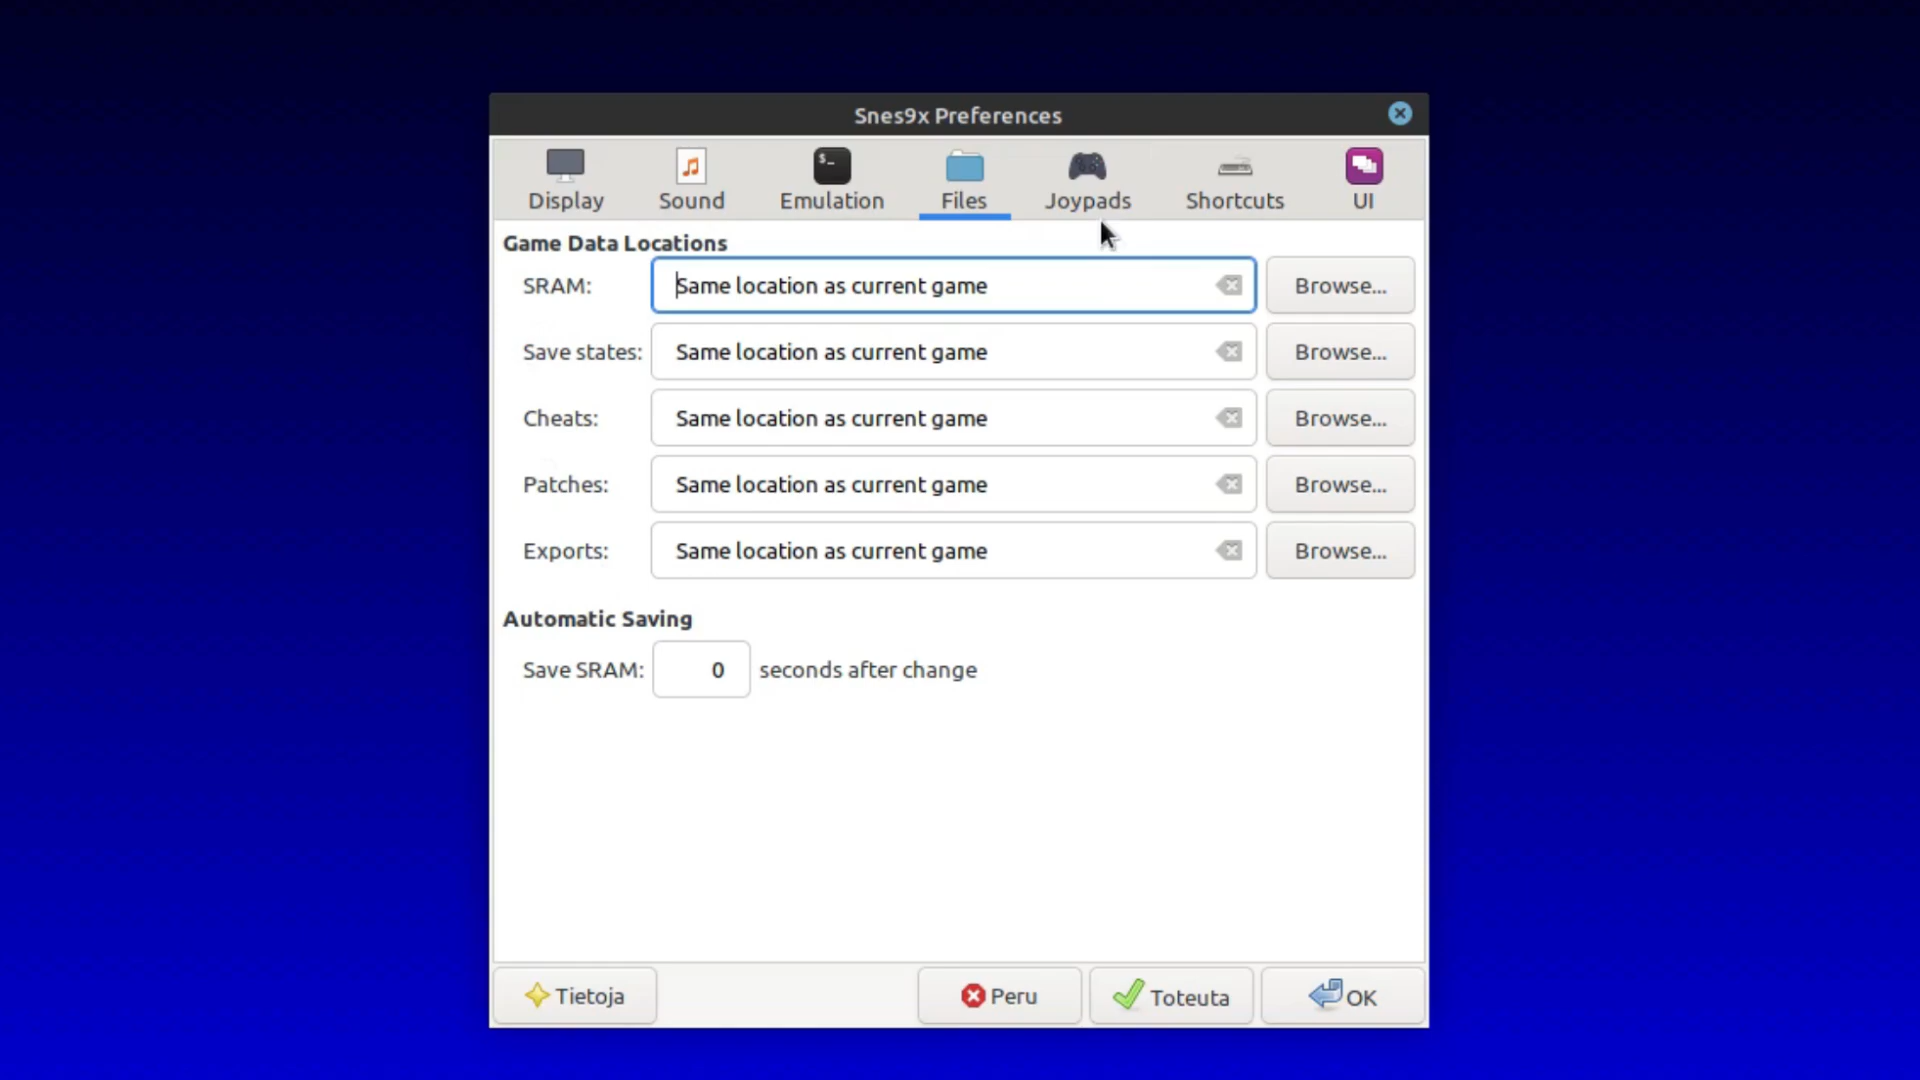 Snes9x Preferences
Display Sound Emulation Files Joypads Shortcuts UI
Game Data Locations
SRAM: Same location as current game Browse...
Save states: Same location as current game Browse...
Cheats: Same location as current game Browse...
Patches: Same location as current game Browse...
Exports: Same location as current game Browse...
Automatic Saving
Save SRAM: 0 seconds after change
Tietoja Peru Toteuta OK